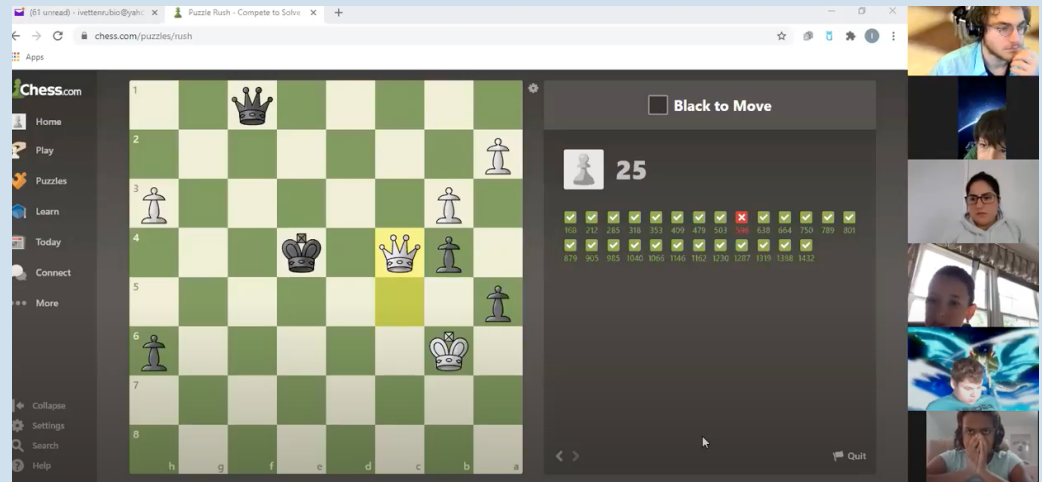 (61 unread) - ivettenrubio@yah
Puzzle Rush - Compete to Solve
chess.com/puzzles/rush
Apps
Chess.com
Home
Play
Puzzles
Learn
Today
Connect
More
Collapse
Settings
Search
Help
1
2
3
4
5
6
7
8
h g f e d c b a
Black to Move
25
160 212 285 318 353 409 479 503 598 638 664 750 789 801
879 905 985 1040 1066 1146 1162 1230 1287 1319 1388 1432
Quit